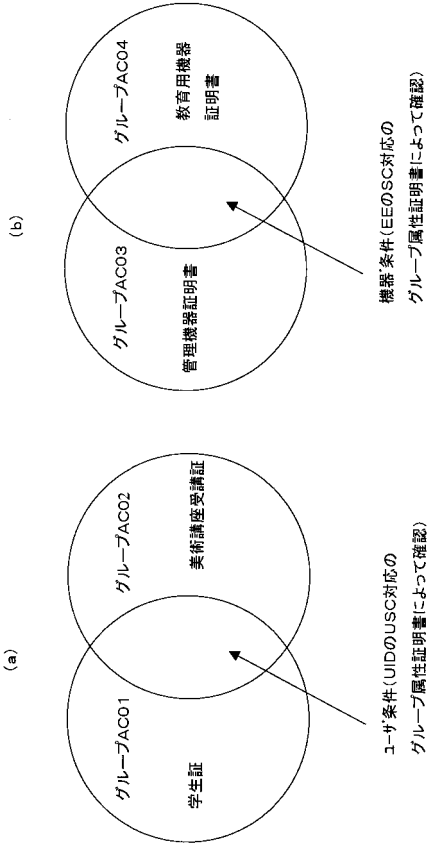 (a)
グループAC01
学生証
グループAC02
美術講座受講証
ユーザ条件(UIDのUSC対応の
グループ属性証明書によって確認)
(b)
グループAC03
管理機器証明書
グループAC04
教育用機器
証明書
機器条件(EEのSC対応の
グループ属性証明書によって確認)